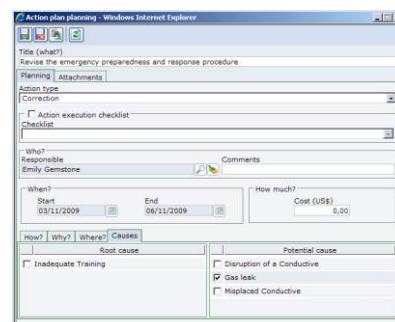 Action plan planning - Windows Internet Explorer
Title (what?)
Revise the emergency preparedness and response procedure
Planning Attachments
Action type
Correction
Action execution checklist
Checklist
Who?
Responsible Comments
Emily Gemstone
When? How much?
Start End Cost (US$)
03/11/2009 06/11/2009 0,00
How? Why? Where? Causes
Root cause Potential cause
Inadequate Training Disruption of a Conductive
Gas leak
Misplaced Conductive